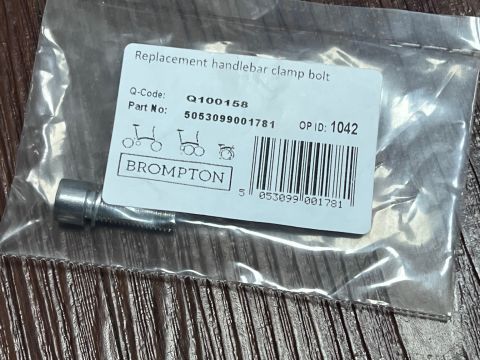 Replacement handlebar clamp bolt
Q-Code: Q100158
Part No: 5053099001781 OP ID: 1042
BROMPTON
5 053099 001781